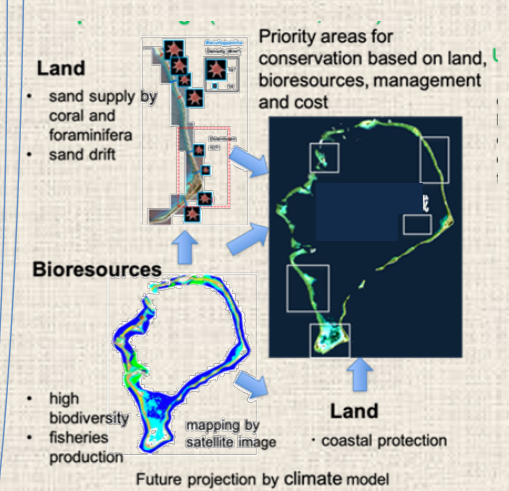 Priority areas for
conservation based on land,
bioresources, management
and cost
Land
• sand supply by
coral and
foraminifera
• sand drift
Bioresources
• high
biodiversity
• fisheries
production
mapping by
satellite image
Land
・coastal protection
Future projection by climate model